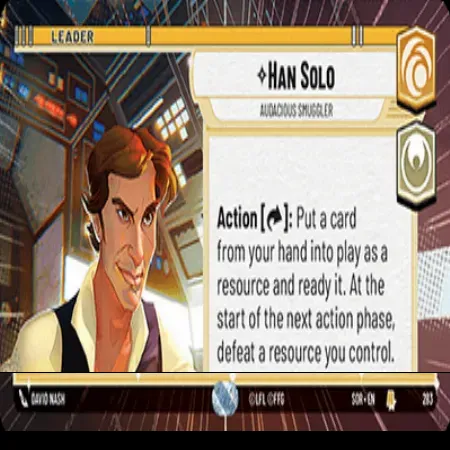 LEADER
HAN SOLO
AUDACIOUS SMUGGLER
Action [ ]: Put a card
from your hand into play as a
resource and ready it. At the
start of the next action phase,
defeat a resource you control.
DAVID NASH
©LFL ©FFG
SOR • EN
283